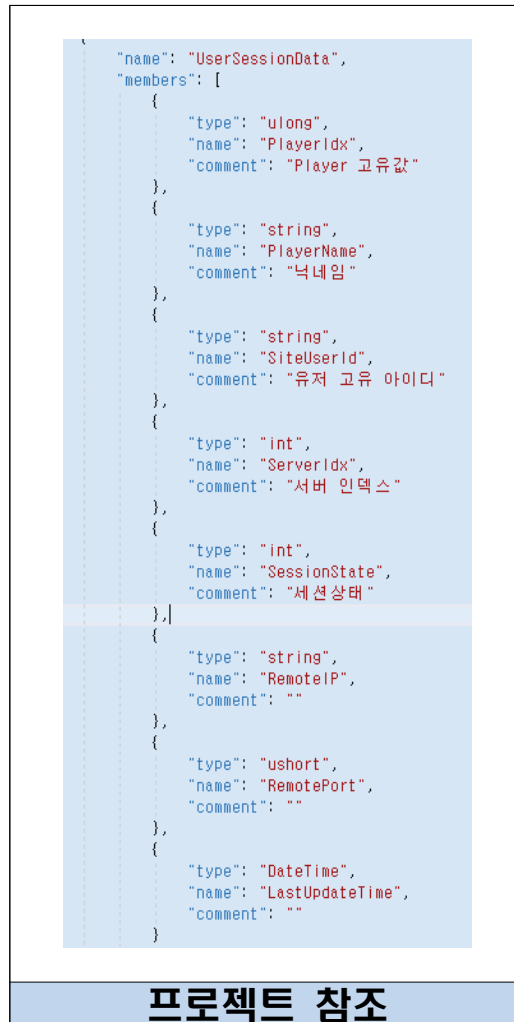 {
"name": "UserSessionData",
"members": [
{
"type": "ulong",
"name": "PlayerIdx",
"comment": "Player 고유값"
},
{
"type": "string",
"name": "PlayerName",
"comment": "닉네임"
},
{
"type": "string",
"name": "SiteUserId",
"comment": "유저 고유 아이디"
},
{
"type": "int",
"name": "ServerIdx",
"comment": "서버 인덱스"
},
{
"type": "int",
"name": "SessionState",
"comment": "세션상태"
},
{
"type": "string",
"name": "RemoteIP",
"comment": ""
},
{
"type": "ushort",
"name": "RemotePort",
"comment": ""
},
{
"type": "DateTime",
"name": "LastUpdateTime",
"comment": ""
}
프로젝트 참조